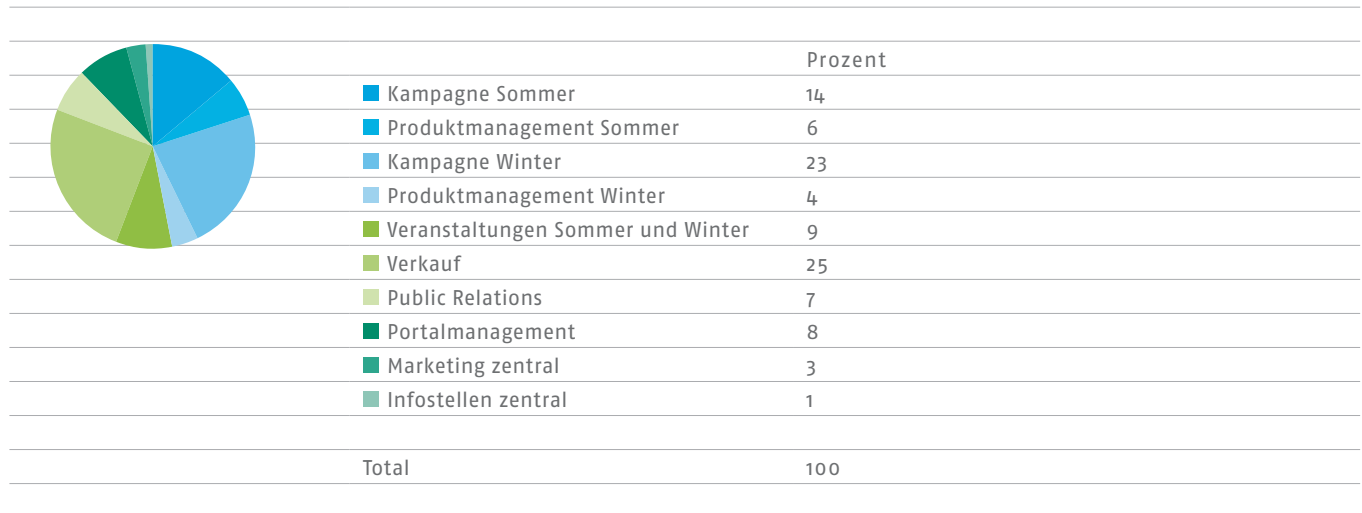 Prozent
Kampagne Sommer 14
Produktmanagement Sommer 6
Kampagne Winter 23
Produktmanagement Winter 4
Veranstaltungen Sommer und Winter 9
Verkauf 25
Public Relations 7
Portalmanagement 8
Marketing zentral 3
Infostellen zentral 1
Total 100